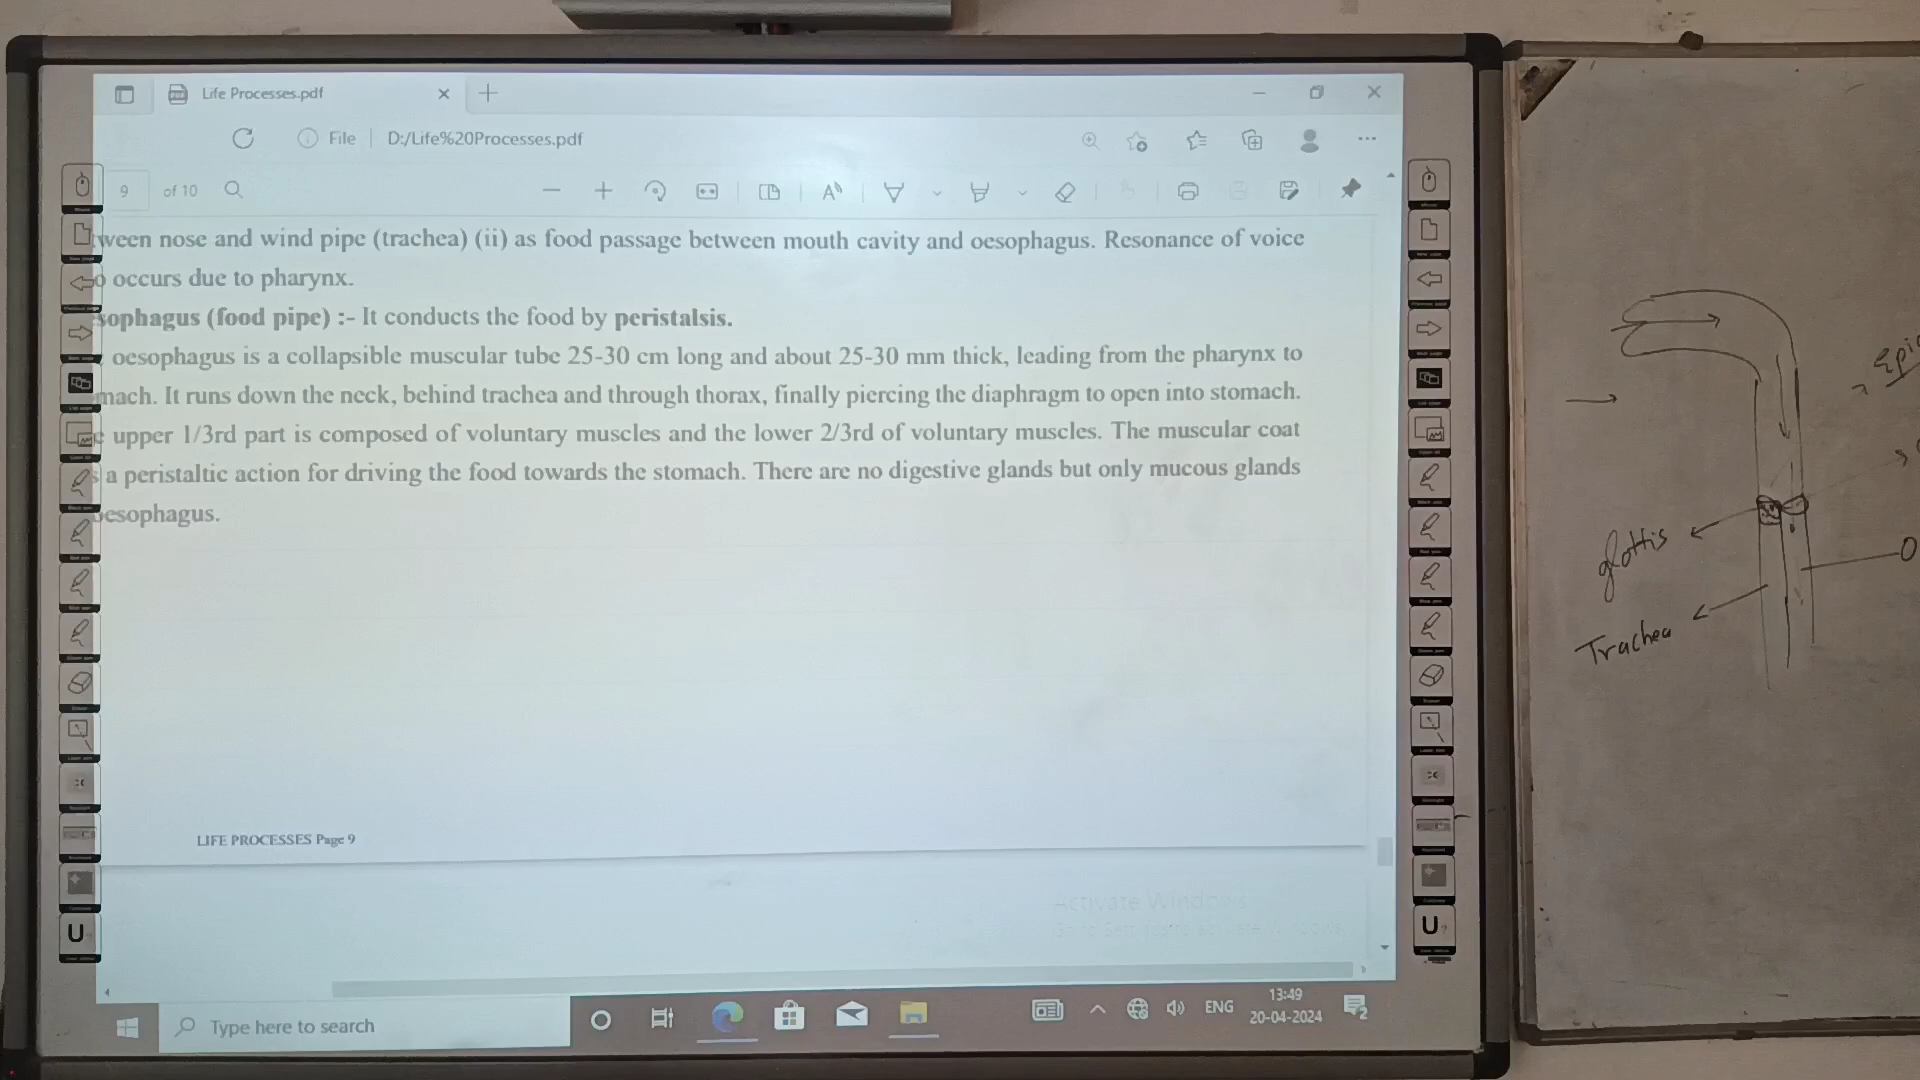 Life Processes.pdf
File D:/Life%20Processes.pdf
9 of 10
ween nose and wind pipe (trachea) (ii) as food passage between mouth cavity and oesophagus. Resonance of voice
o occurs due to pharynx.
sophagus (food pipe) :- It conducts the food by peristalsis.
oesophagus is a collapsible muscular tube 25-30 cm long and about 25-30 mm thick, leading from the pharynx to
mach. It runs down the neck, behind trachea and through thorax, finally piercing the diaphragm to open into stomach.
upper 1/3rd part is composed of voluntary muscles and the lower 2/3rd of voluntary muscles. The muscular coat
s a peristaltic action for driving the food towards the stomach. There are no digestive glands but only mucous glands
oesophagus.
LIFE PROCESSES Page 9
Activate Windows
Type here to search
ENG
13:49
20-04-2024
Epig
glottis
O
Trachea